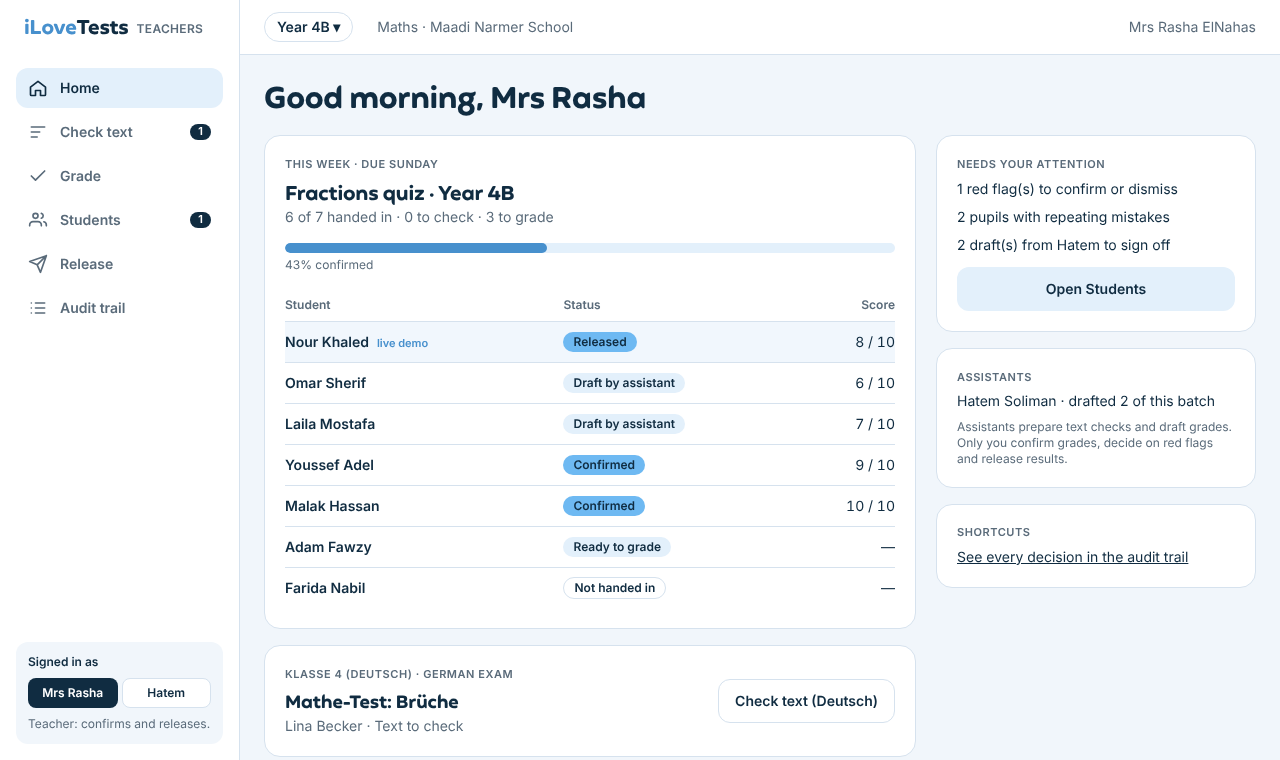 iLoveTests TEACHERS
Home
Check text 1
Grade
Students 1
Release
Audit trail
Signed in as
Mrs Rasha Hatem
Teacher: confirms and releases.
Year 4B ▾ Maths · Maadi Narmer School Mrs Rasha ElNahas
Good morning, Mrs Rasha
THIS WEEK · DUE SUNDAY
Fractions quiz · Year 4B
6 of 7 handed in · 0 to check · 3 to grade
43% confirmed
Student Status Score
Nour Khaled live demo Released 8 / 10
Omar Sherif Draft by assistant 6 / 10
Laila Mostafa Draft by assistant 7 / 10
Youssef Adel Confirmed 9 / 10
Malak Hassan Confirmed 10 / 10
Adam Fawzy Ready to grade —
Farida Nabil Not handed in —
KLASSE 4 (DEUTSCH) · GERMAN EXAM
Mathe-Test: Brüche
Lina Becker · Text to check
Check text (Deutsch)
NEEDS YOUR ATTENTION
1 red flag(s) to confirm or dismiss
2 pupils with repeating mistakes
2 draft(s) from Hatem to sign off
Open Students
ASSISTANTS
Hatem Soliman · drafted 2 of this batch
Assistants prepare text checks and draft grades.
Only you confirm grades, decide on red flags
and release results.
SHORTCUTS
See every decision in the audit trail